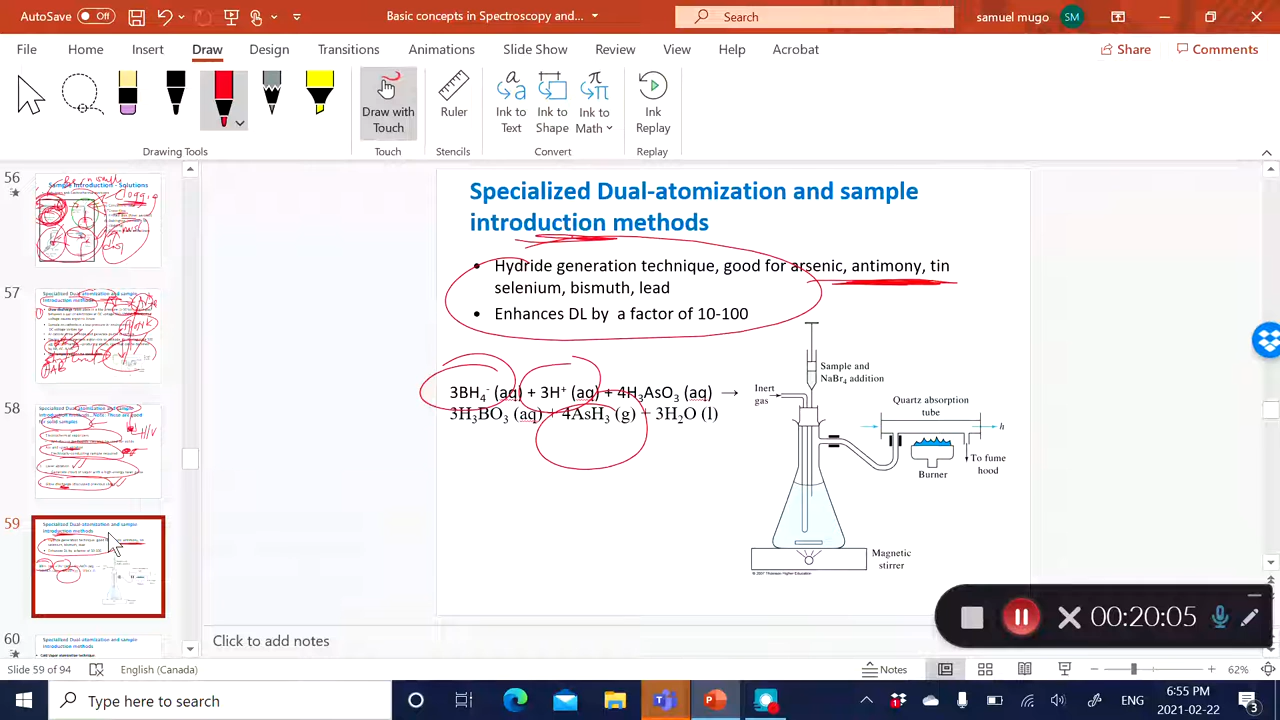 AutoSave Off
Basic concepts in Spectroscopy and...
Search
samuel mugo
SM
File Home Insert Draw Design Transitions Animations Slide Show Review View Help Acrobat
Share Comments
Draw with Touch
Ruler
Ink to Text
Ink to Shape
Ink to Math
Ink Replay
Drawing Tools Touch Stencils Convert Replay
56
57
58
59
60
Specialized Dual-atomization and sample
introduction methods
• Hydride generation technique, good for arsenic, antimony, tin
selenium, bismuth, lead
• Enhances DL by a factor of 10-100
3BH₄⁻ (aq) + 3H⁺ (aq) + 4H₃AsO₃ (aq) →
3H₃BO₃ (aq) + 4AsH₃ (g) + 3H₂O (l)
Sample and
NaBr₄ addition
Inert
gas
Quartz absorption
tube
h
To fume
hood
Burner
Magnetic
stirrer
© 2007 Thomson Higher Education
Click to add notes
00:20:05
Slide 59 of 94 English (Canada)
Notes
62%
Type here to search
ENG
6:55 PM
2021-02-22
3